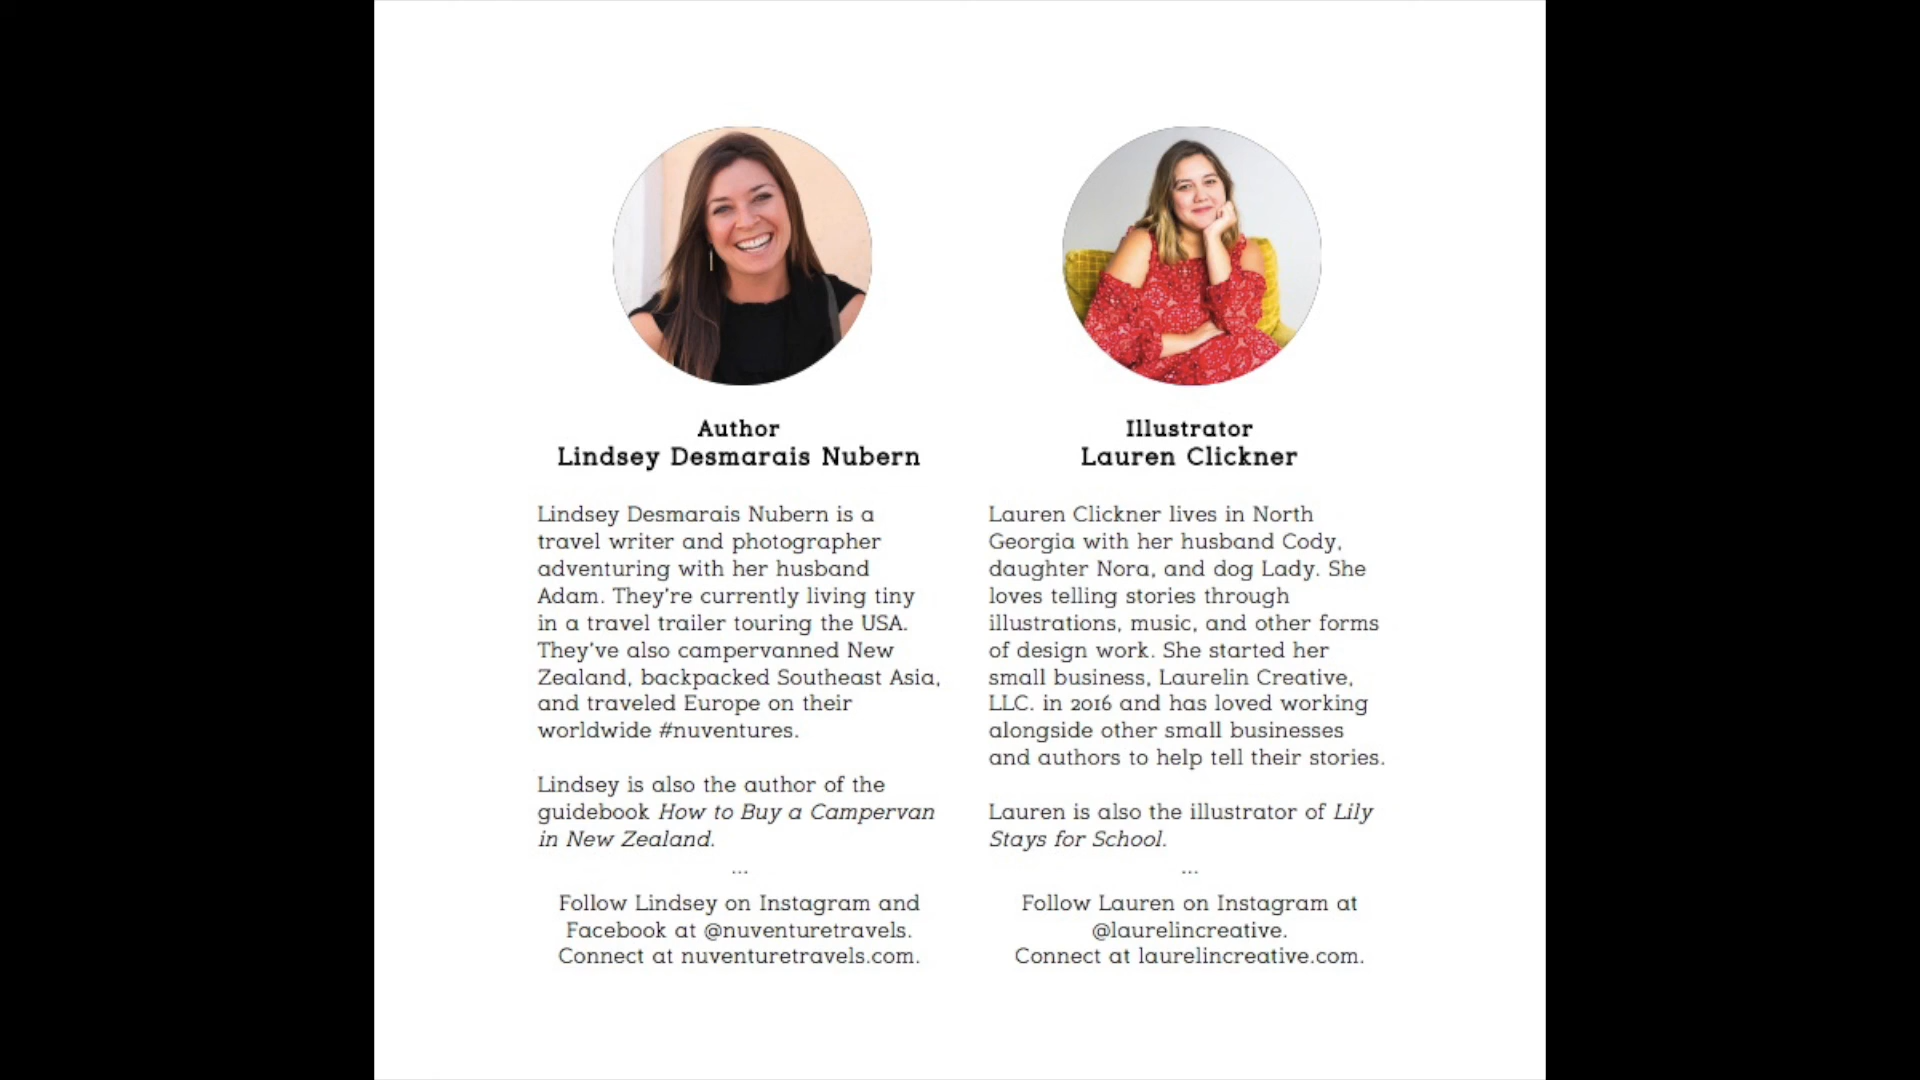 Author
Lindsey Desmarais Nubern
Lindsey Desmarais Nubern is a
travel writer and photographer
adventuring with her husband
Adam. They're currently living tiny
in a travel trailer touring the USA.
They've also campervanned New
Zealand, backpacked Southeast Asia,
and traveled Europe on their
worldwide #nuventures.
Lindsey is also the author of the
guidebook How to Buy a Campervan
in New Zealand.
...
Follow Lindsey on Instagram and
Facebook at @nuventuretravels.
Connect at nuventuretravels.com.
Illustrator
Lauren Clickner
Lauren Clickner lives in North
Georgia with her husband Cody,
daughter Nora, and dog Lady. She
loves telling stories through
illustrations, music, and other forms
of design work. She started her
small business, Laurelin Creative,
LLC. in 2016 and has loved working
alongside other small businesses
and authors to help tell their stories.
Lauren is also the illustrator of Lily
Stays for School.
...
Follow Lauren on Instagram at
@laurelincreative.
Connect at laurelincreative.com.